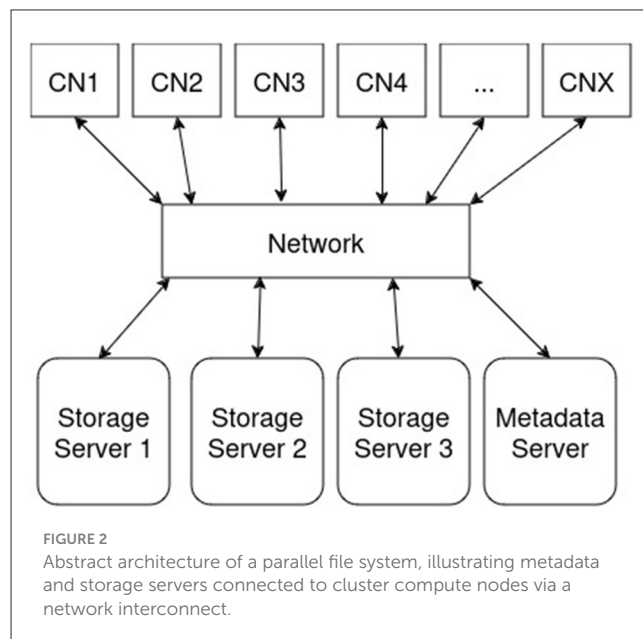 CN1 CN2 CN3 CN4 ... CNX
Network
Storage Storage Storage Metadata
Server 1 Server 2 Server 3 Server
FIGURE 2
Abstract architecture of a parallel file system, illustrating metadata
and storage servers connected to cluster compute nodes via a
network interconnect.